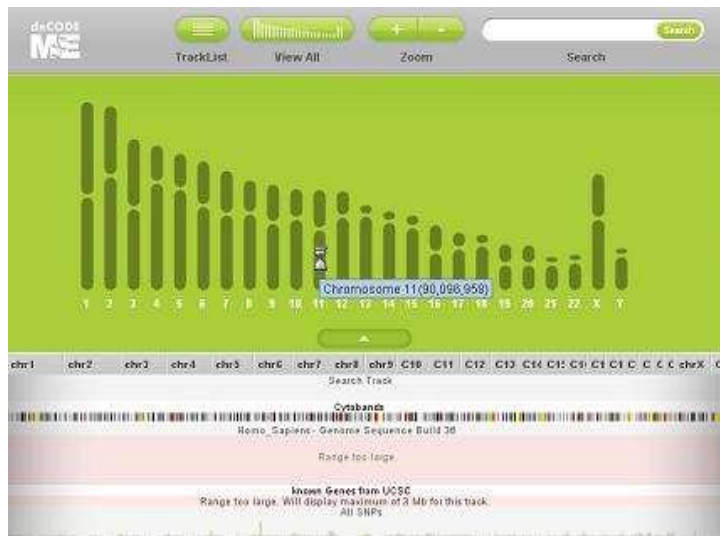 deCODE
ME
TrackList
View All
+
-
Zoom
Search
Search
Chromosome 11(90,096,958)
1 2 3 4 5 6 7 8 9 10 11 12 13 14 15 16 17 18 19 20 21 22 X Y
chr1 chr2 chr3 chr4 chr5 chr6 chr7 chr8 chr9 C10 C11 C12 C13 C14 C1 C1 C1 C1 C C C C chrX
Search Track
Cytobands
Homo_Sapiens- Genome Sequence Build 36
Range too large
known Genes from UCSC
Range too large. Will display maximum of 3 Mb for this track.
All SNPs